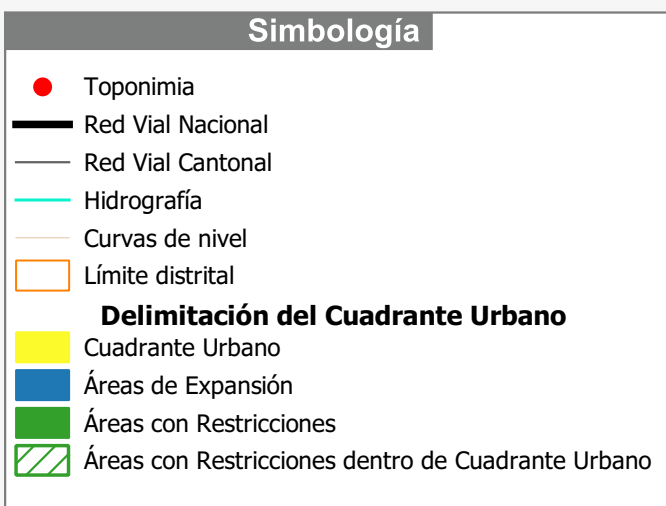 Simbología
Toponimia
Red Vial Nacional
Red Vial Cantonal
Hidrografía
Curvas de nivel
Límite distrital
Delimitación del Cuadrante Urbano
Cuadrante Urbano
Áreas de Expansión
Áreas con Restricciones
Áreas con Restricciones dentro de Cuadrante Urbano